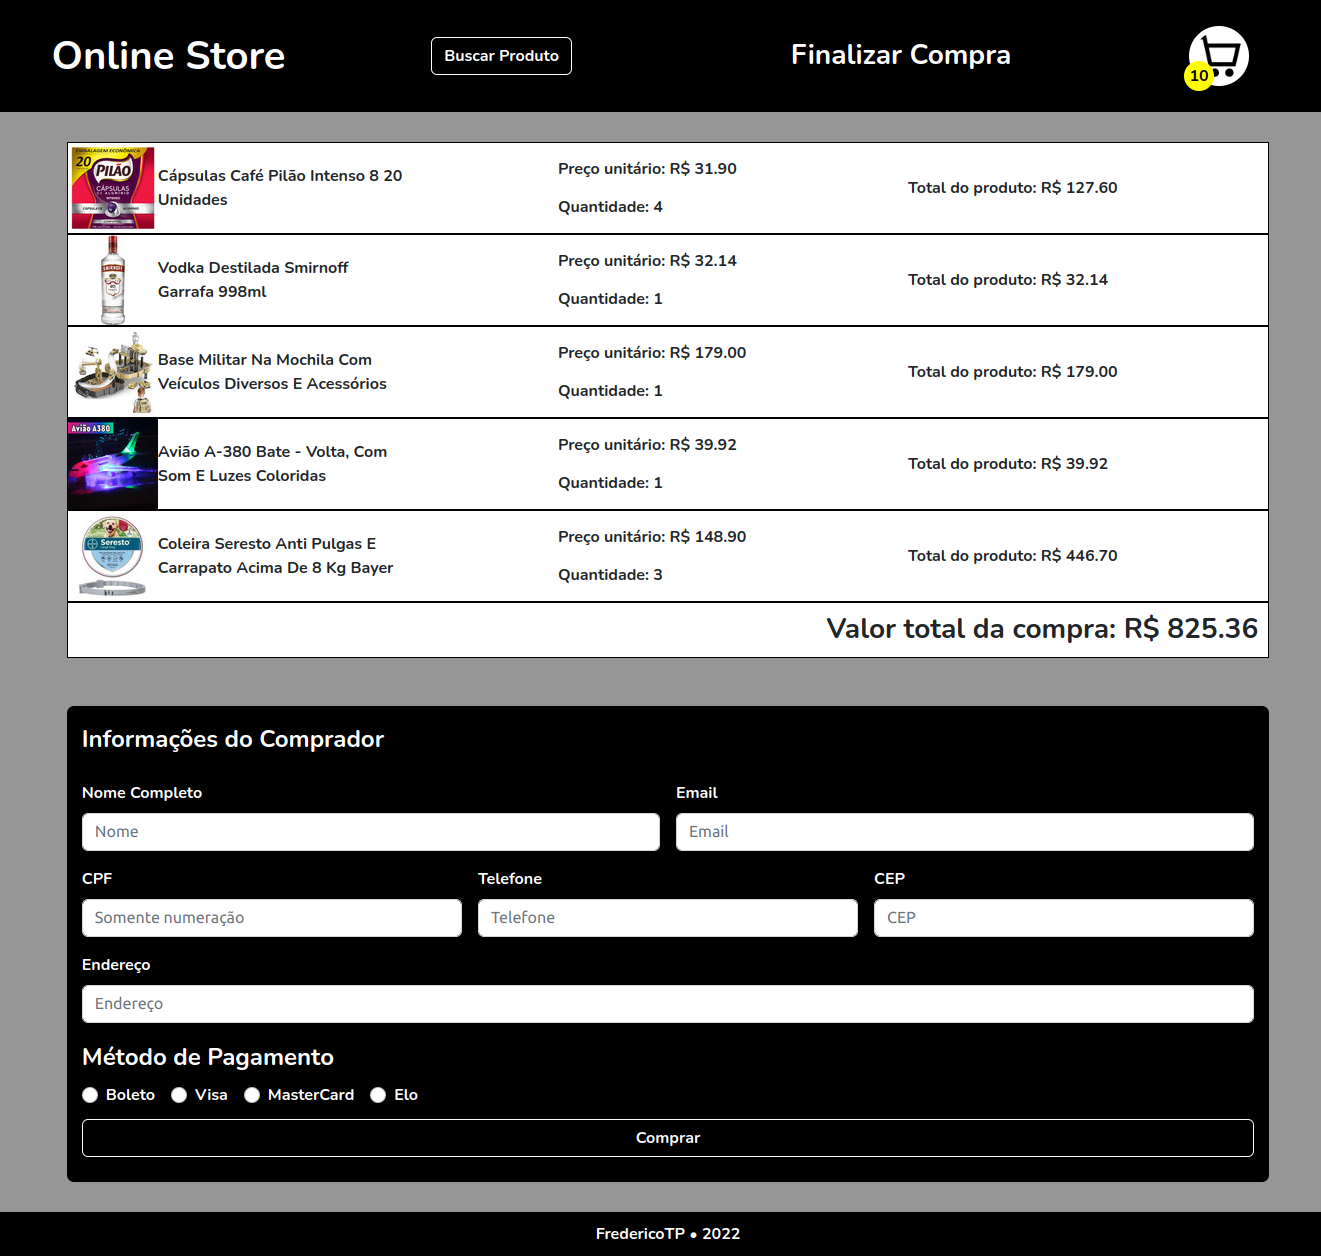 Online Store
Buscar Produto
Finalizar Compra
10
EMBALAGEM ECONÔMICA
20
PILÃO
CÁPSULAS
INTENSO
Cápsulas Café Pilão Intenso 8 20
Unidades
Preço unitário: R$ 31.90
Quantidade: 4
Total do produto: R$ 127.60
SMIRNOFF
Vodka Destilada Smirnoff
Garrafa 998ml
Preço unitário: R$ 32.14
Quantidade: 1
Total do produto: R$ 32.14
Base Militar Na Mochila Com
Veículos Diversos E Acessórios
Preço unitário: R$ 179.00
Quantidade: 1
Total do produto: R$ 179.00
Avião A380
Avião A-380 Bate - Volta, Com
Som E Luzes Coloridas
Preço unitário: R$ 39.92
Quantidade: 1
Total do produto: R$ 39.92
Seresto
Coleira Seresto Anti Pulgas E
Carrapato Acima De 8 Kg Bayer
Preço unitário: R$ 148.90
Quantidade: 3
Total do produto: R$ 446.70
Valor total da compra: R$ 825.36
Informações do Comprador
Nome Completo
Email
Nome
Email
CPF
Telefone
CEP
Somente numeração
Telefone
CEP
Endereço
Endereço
Método de Pagamento
Boleto
Visa
MasterCard
Elo
Comprar
FredericoTP • 2022